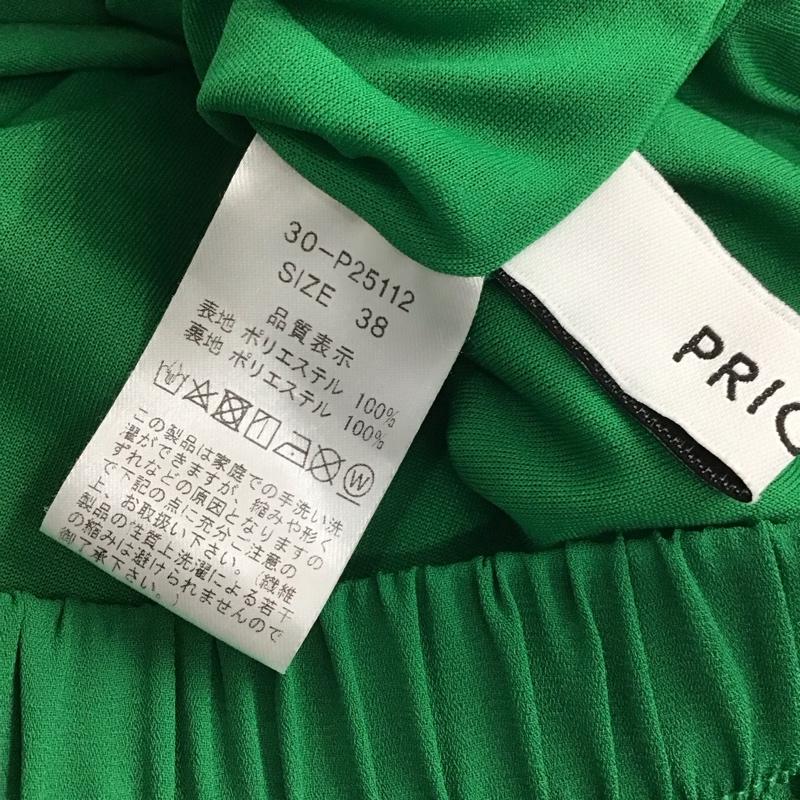 30-P25112
SIZE 38
品質表示
表地 ポリエステル 100%
裏地 ポリエステル 100%
この製品は家庭での手洗い洗
濯ができますが、縮みや形く
ずれなどの原因となりますの
で下記の点に充分ご注意の
上、お取扱い下さい。(繊維
製品の性質上洗濯による若干
の縮みは避けられませんので
御了承下さい。)
PRIC